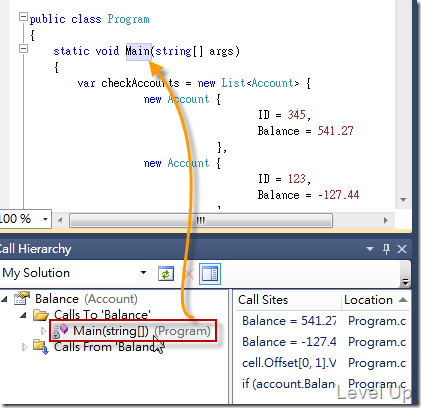 public class Program
{
static void Main(string[] args)
{
var checkAccounts = new List<Account> {
new Account {
ID = 345,
Balance = 541.27
},
new Account {
ID = 123,
Balance = -127.44
100 %
Call Hierarchy
My Solution
Balance (Account)
Calls To 'Balance'
Main(string[]) (Program)
Calls From 'Balanc
Call Sites Location
Balance = 541.27 Program.c
Balance = -127.4 Program.c
cell.Offset[0, 1].V Program.c
if (account.Balan Program.c
Level Up